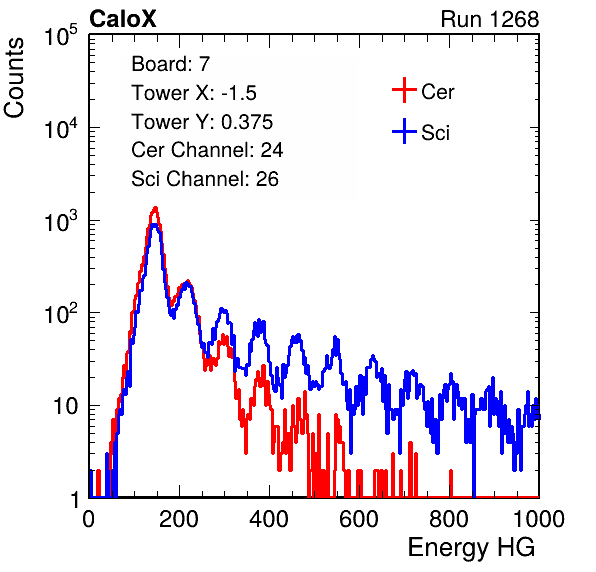 CaloX Run 1268
10^5
Counts
Board: 7
Tower X: -1.5
Tower Y: 0.375
Cer Channel: 24
Sci Channel: 26
Cer
Sci
10^4
10^3
10^2
10
1
0 200 400 600 800 1000
Energy HG